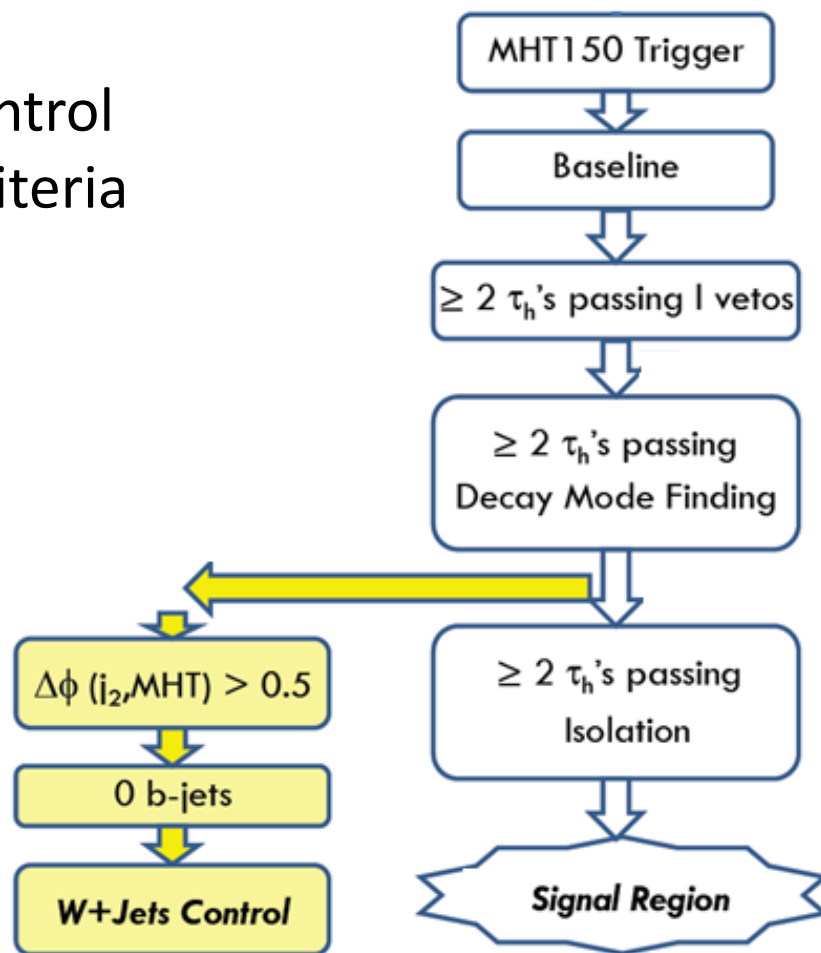 ntrol
iteria
MHT150 Trigger
Baseline
≥ 2 τh's passing l vetos
≥ 2 τh's passing
Decay Mode Finding
Δϕ (j2,MHT) > 0.5
0 b-jets
W+Jets Control
≥ 2 τh's passing
Isolation
Signal Region